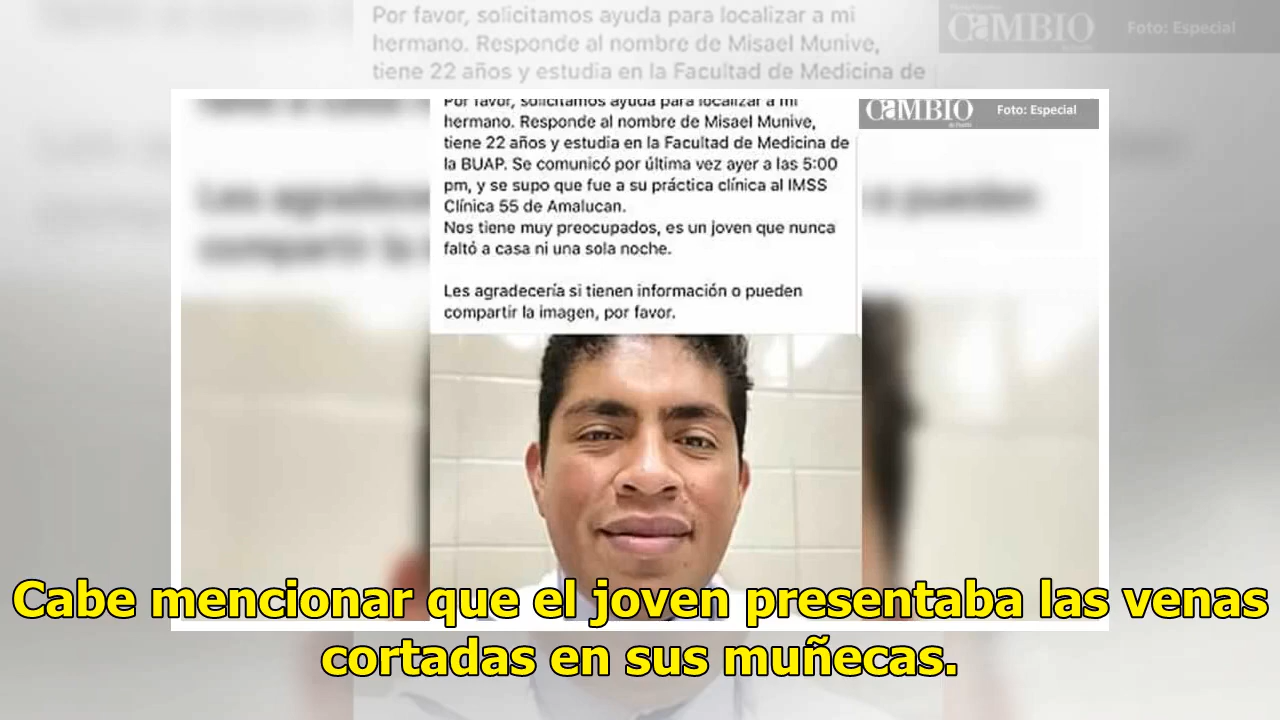 Por favor, solicitamos ayuda para localizar a mi
hermano. Responde al nombre de Misael Munive,
tiene 22 años y estudia en la Facultad de Medicina de
CAMBIO
Foto: Especial
Por favor, solicitamos ayuda para localizar a mi
hermano. Responde al nombre de Misael Munive,
tiene 22 años y estudia en la Facultad de Medicina de
la BUAP. Se comunicó por última vez ayer a las 5:00
pm, y se supo que fue a su práctica clínica al IMSS
Clínica 55 de Amalucan.
Nos tiene muy preocupados, es un joven que nunca
faltó a casa ni una sola noche.
Les agradecería si tienen información o pueden
compartir la imagen, por favor.
CAMBIO
Foto: Especial
Les agradecer
compartir la i
o pueden
Cabe mencionar que el joven presentaba las venas
cortadas en sus muñecas.